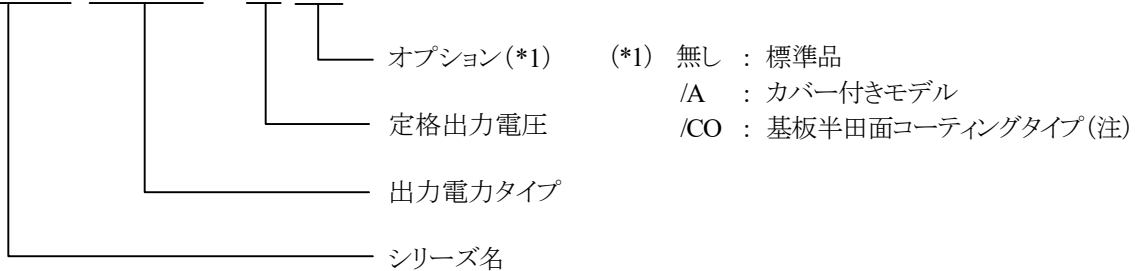 オプション(*1) (*1) 無し : 標準品
/A : カバー付きモデル
定格出力電圧 /CO : 基板半田面コーティングタイプ(注)
出力電力タイプ
シリーズ名